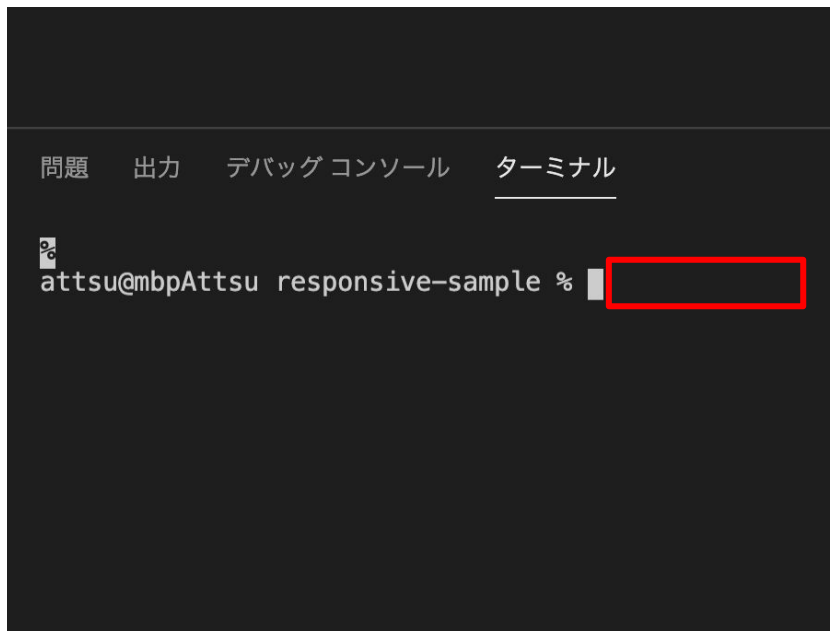 問題 出力 デバッグ コンソール ターミナル
%
attsu@mbpAttsu responsive-sample %